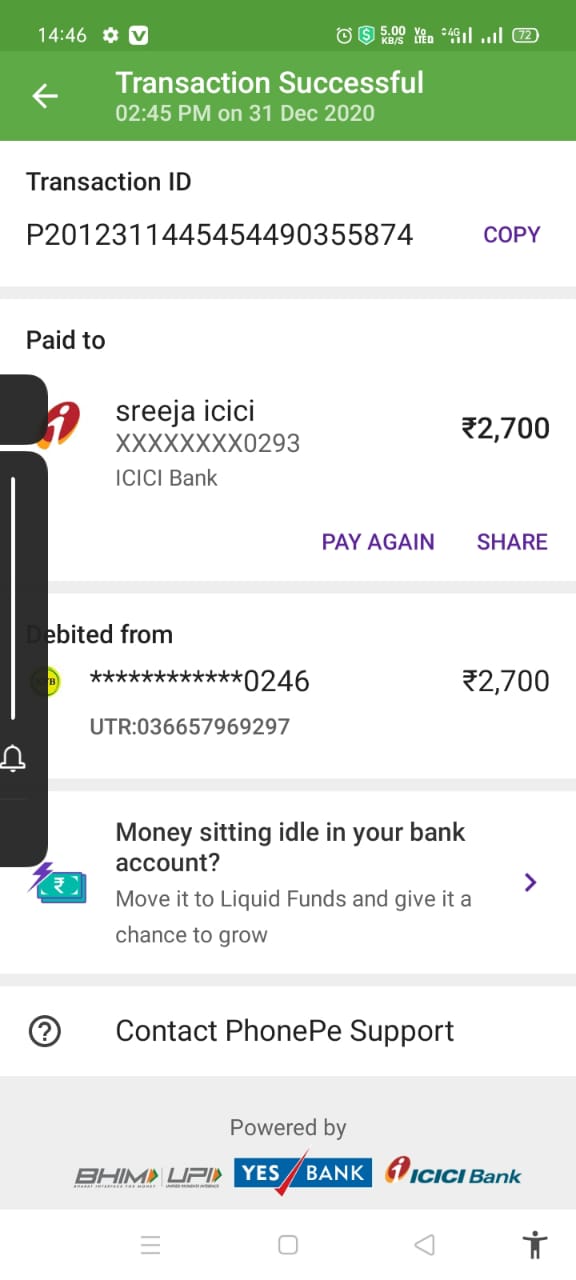 14:46
5.00 KB/S
4G
72
Transaction Successful
02:45 PM on 31 Dec 2020
Transaction ID
P2012311445454490355874
COPY
Paid to
sreeja icici
₹2,700
XXXXXXXX0293
ICICI Bank
PAY AGAIN
SHARE
Debited from
************0246
₹2,700
UTR:036657969297
Money sitting idle in your bank
account?
Move it to Liquid Funds and give it a
chance to grow
Contact PhonePe Support
Powered by
BHIM UPI YES BANK ICICI Bank